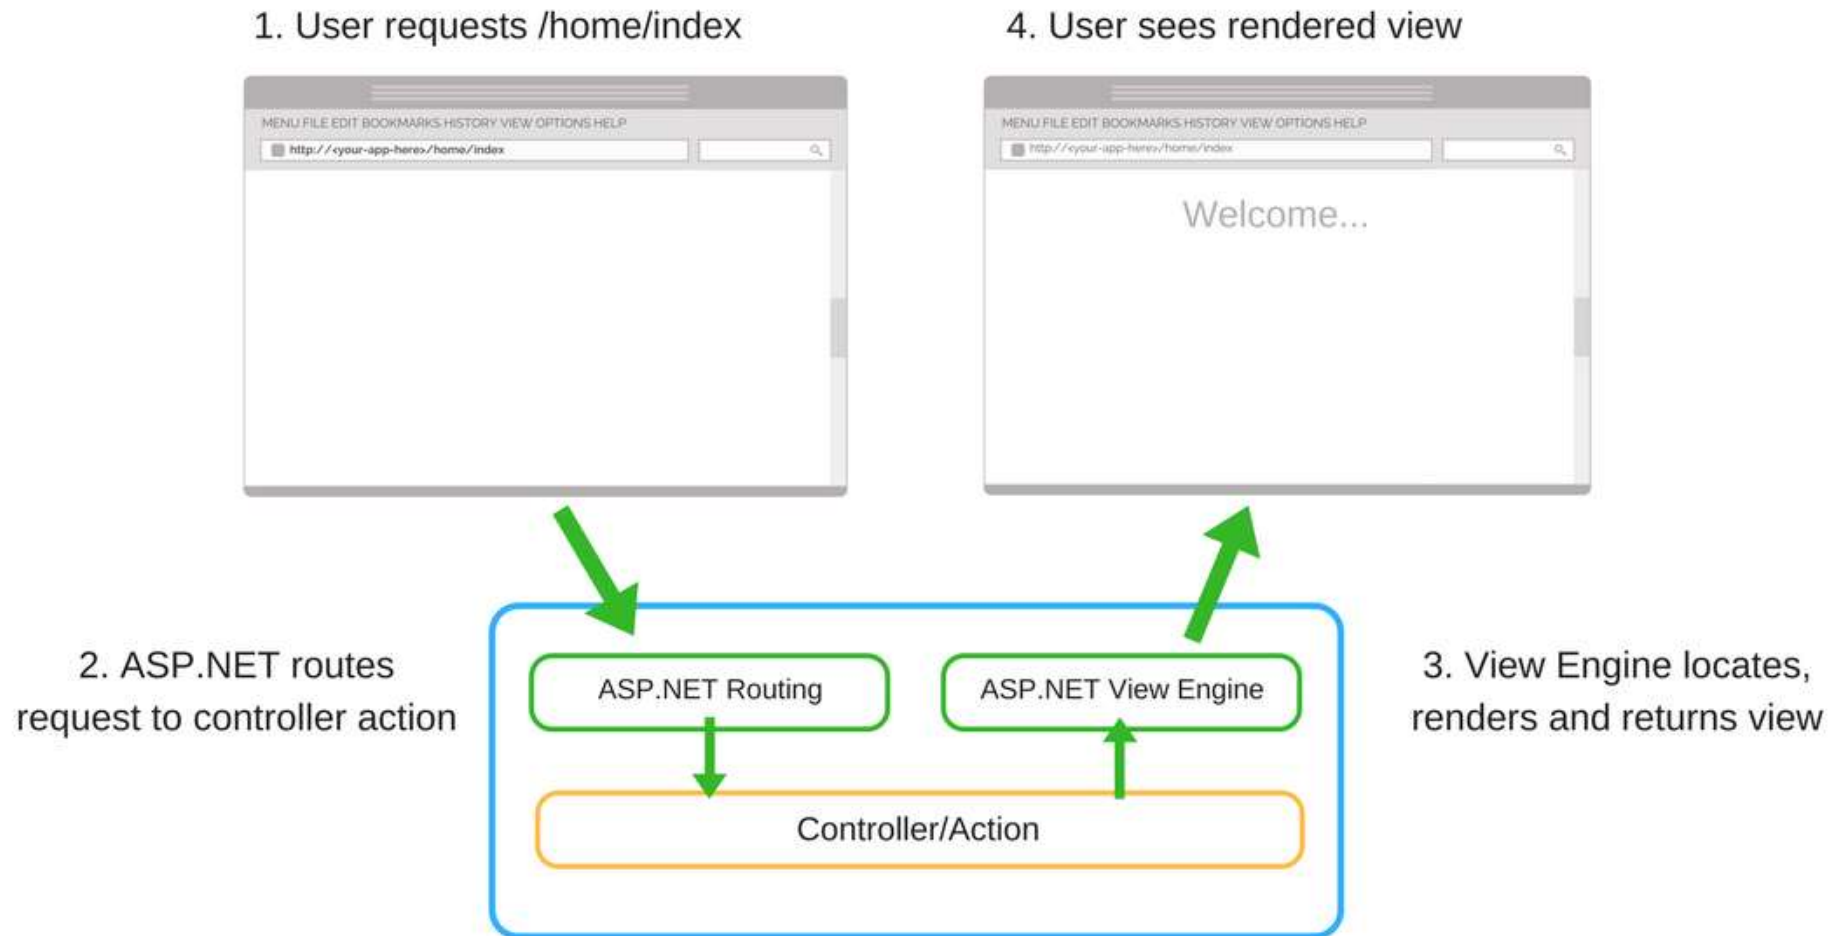 1. User requests /home/index
MENU FILE EDIT BOOKMARKS HISTORY VIEW OPTIONS HELP
http://<your-app-here>/home/index
4. User sees rendered view
MENU FILE EDIT BOOKMARKS HISTORY VIEW OPTIONS HELP
http://<your-app-here>/home/index
Welcome...
2. ASP.NET routes
request to controller action
ASP.NET Routing
ASP.NET View Engine
Controller/Action
3. View Engine locates,
renders and returns view